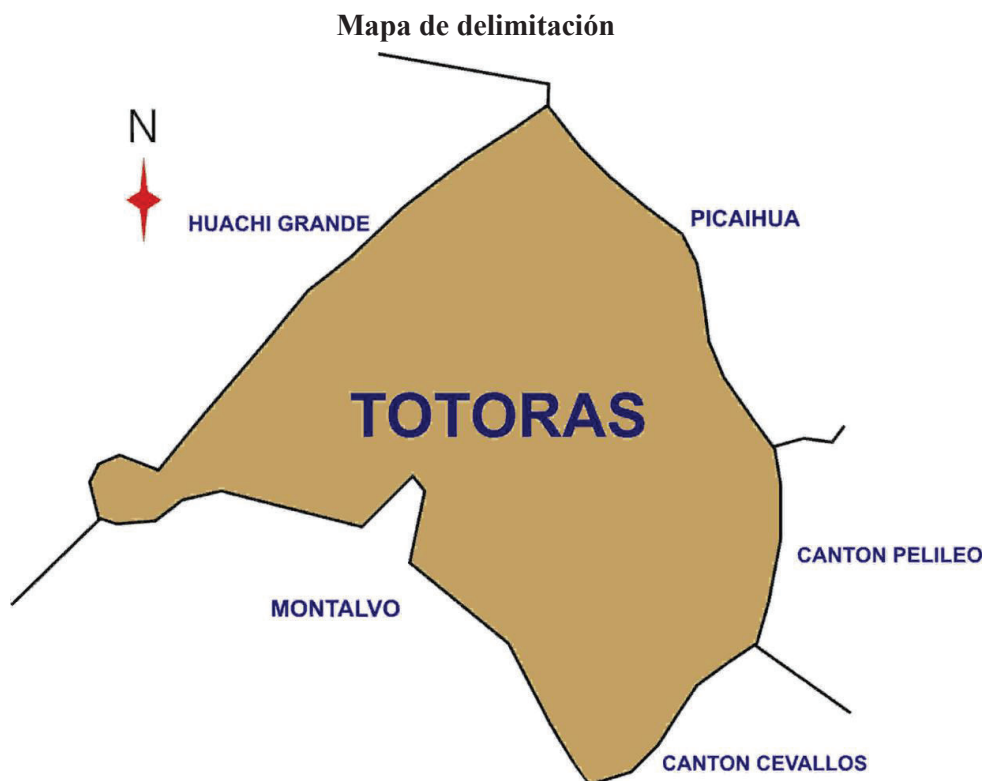 Mapa de delimitación
N
HUACHI GRANDE
PICAIHUA
TOTORAS
CANTON PELILEO
MONTALVO
CANTON CEVALLOS